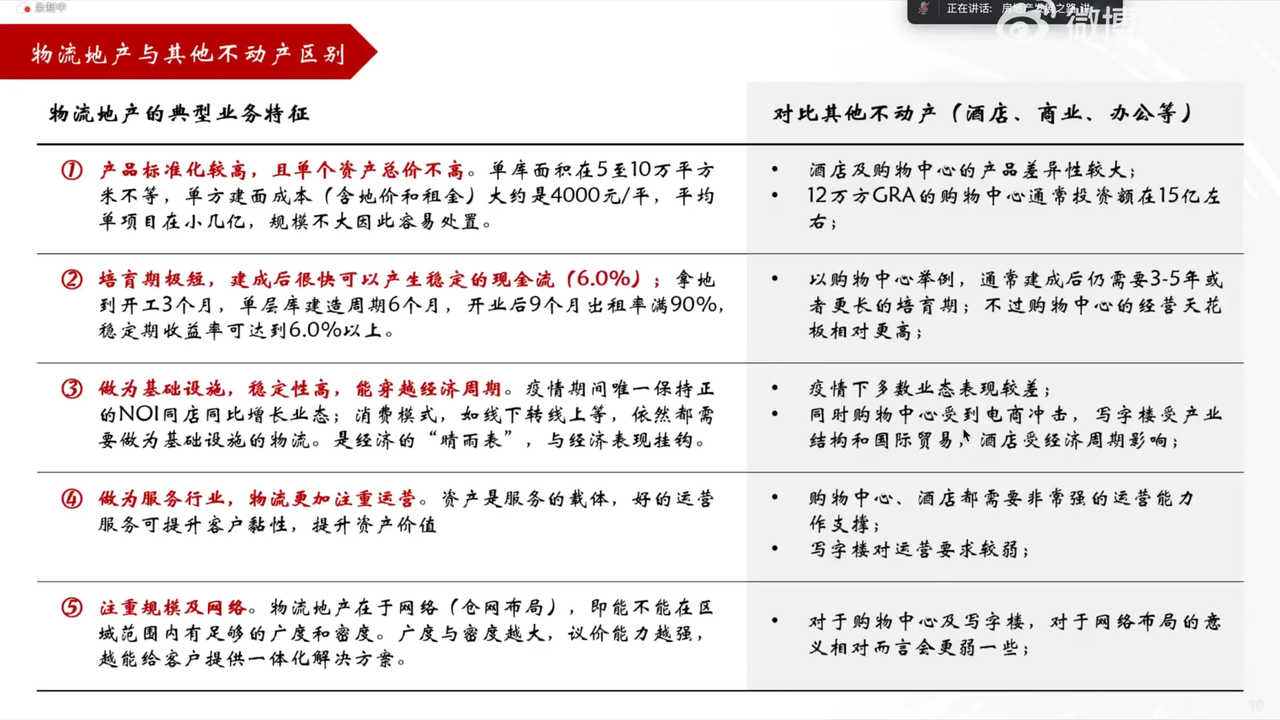 录制中
正在讲话: 房地产发展之路 讲
微博
物流地产与其他不动产区别
物流地产的典型业务特征
对比其他不动产（酒店、商业、办公等）
① 产品标准化较高，且单个资产总价不高。单库面积在5至10万平方
米不等，单方建面成本（含地价和租金）大约是4000元/平，平均
单项目在小几亿，规模不大因此容易处置。
• 酒店及购物中心的产品差异性较大；
• 12万方GRA的购物中心通常投资额在15亿左
右；
② 培育期极短，建成后很快可以产生稳定的现金流（6.0%）；拿地
到开工3个月，单层库建造周期6个月，开业后9个月出租率满90%，
稳定期收益率可达到6.0%以上。
• 以购物中心举例，通常建成后仍需要3-5年或
者更长的培育期；不过购物中心的经营天花
板相对更高；
③ 做为基础设施，稳定性高，能穿越经济周期。疫情期间唯一保持正
的NOI同店同比增长业态；消费模式，如线下转线上等，依然都需
要做为基础设施的物流。是经济的“晴雨表”，与经济表现挂钩。
• 疫情下多数业态表现较差；
• 同时购物中心受到电商冲击，写字楼受产业
结构和国际贸易，酒店受经济周期影响；
④ 做为服务行业，物流更加注重运营。资产是服务的载体，好的运营
服务可提升客户黏性，提升资产价值
• 购物中心、酒店都需要非常强的运营能力
作支撑；
• 写字楼对运营要求较弱；
⑤ 注重规模及网络。物流地产在于网络（仓网布局），即能不能在区
域范围内有足够的广度和密度。广度与密度越大，议价能力越强，
越能给客户提供一体化解决方案。
• 对于购物中心及写字楼，对于网络布局的意
义相对而言会更弱一些；
10